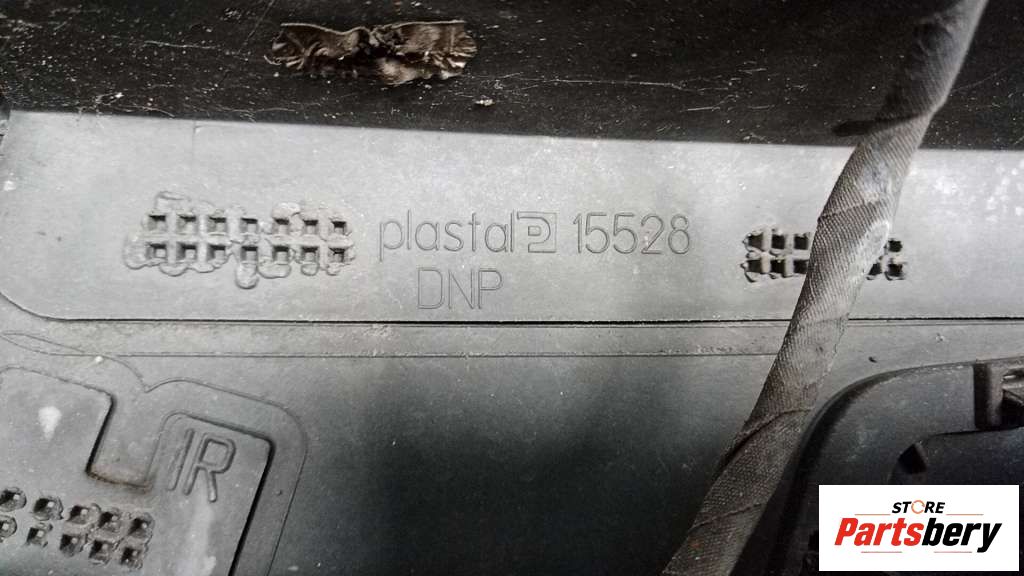 plastal P 15528
DNP
IR
STORE
Partsbery